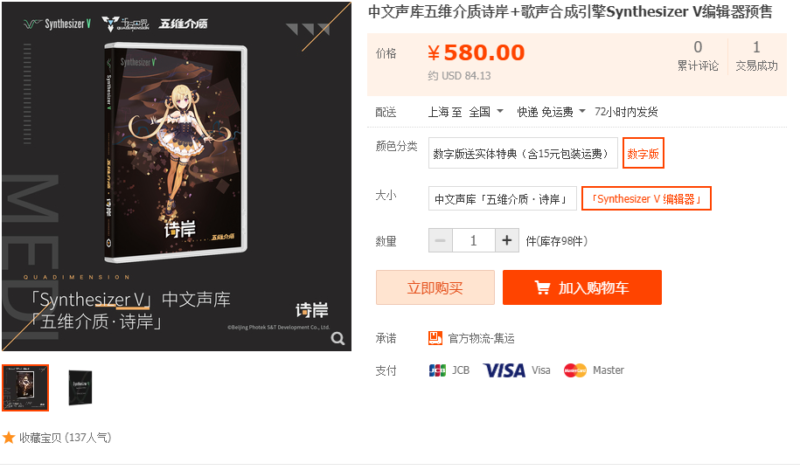 中文声库五维介质诗岸+歌声合成引擎Synthesizer V编辑器预售
Synthesizer V
五维介质
Synthesizer V
诗岸
五维介质
MEDI
QUADIMENSION
「Synthesizer V」中文声库
「五维介质·诗岸」
诗岸
©Beijing Photek S&T Development Co., Ltd.
价格
¥580.00
约 USD 84.13
0
累计评论
1
交易成功
配送
上海 至 全国 快递 免运费 72小时内发货
颜色分类
数字版送实体特典（含15元包装运费）
数字版
大小
中文声库「五维介质·诗岸」
「Synthesizer V 编辑器」
数量
− 1 + 件(库存98件)
立即购买
加入购物车
承诺
官方物流-集运
支付
JCB JCB VISA Visa MasterCard Master
收藏宝贝 (137人气)